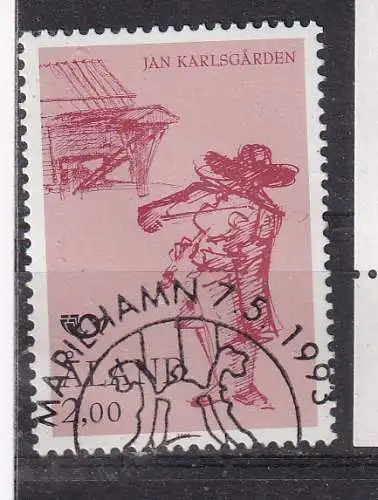 JAN KARLSGÅRDEN
MARIEHAMN 7.5.1993
ÅLAND
2,00